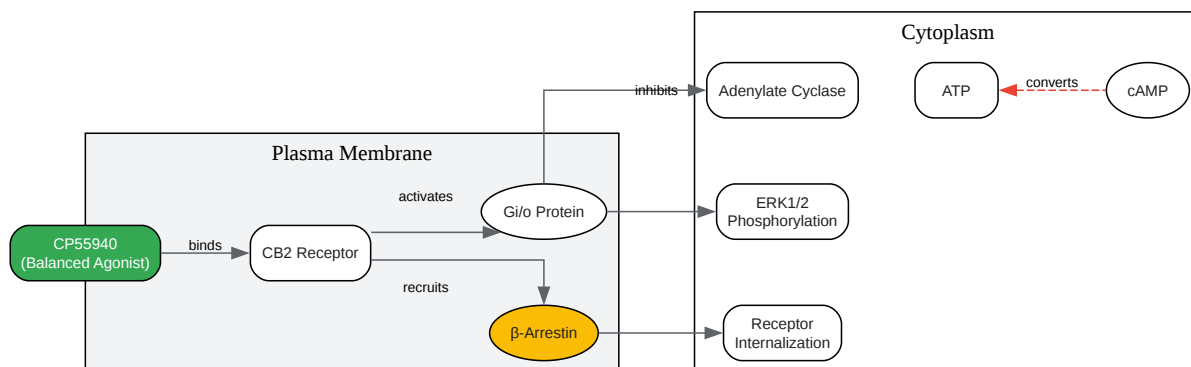 Cytoplasm
inhibits
Adenylate Cyclase
ATP
converts
cAMP
Plasma Membrane
activates
Gi/o Protein
ERK1/2
Phosphorylation
CP55940
(Balanced Agonist)
binds
CB2 Receptor
recruits
β-Arrestin
Receptor
Internalization